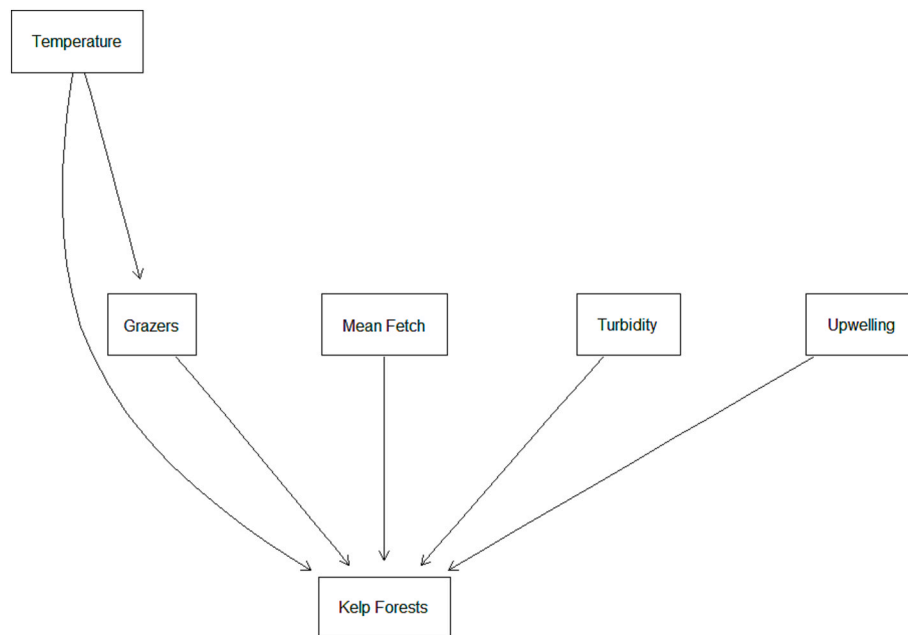 Temperature
Grazers
Mean Fetch
Turbidity
Upwelling
Kelp Forests